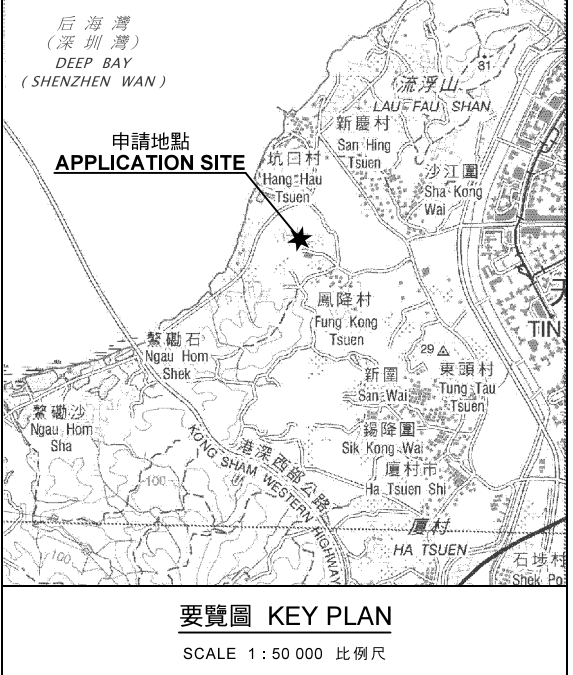 后海灣
(深圳灣)
DEEP BAY
(SHENZHEN WAN)
81
流浮山
LAU FAU SHAN
新慶村
San Hing
Tsuen
申請地點
APPLICATION SITE
坑口村
Hang Hau
Tsuen
沙江圍
Sha Kong
Wai
天
TIN
鳳降村
Fung Kong
Tsuen
鰲磡石
Ngau Hom
Shek
29
新圍
San Wai
東頭村
Tung Tau
Tsuen
鰲磡沙
Ngau Hom
Sha
錫降圍
Sik Kong Wai
港深西部公路
KONG SHAM WESTERN HIGHWAY
廈村市
Ha Tsuen Shi
100
廈村
HA TSUEN
100
石埗村
Shek Po
要覽圖 KEY PLAN
SCALE 1 : 50 000 比例尺